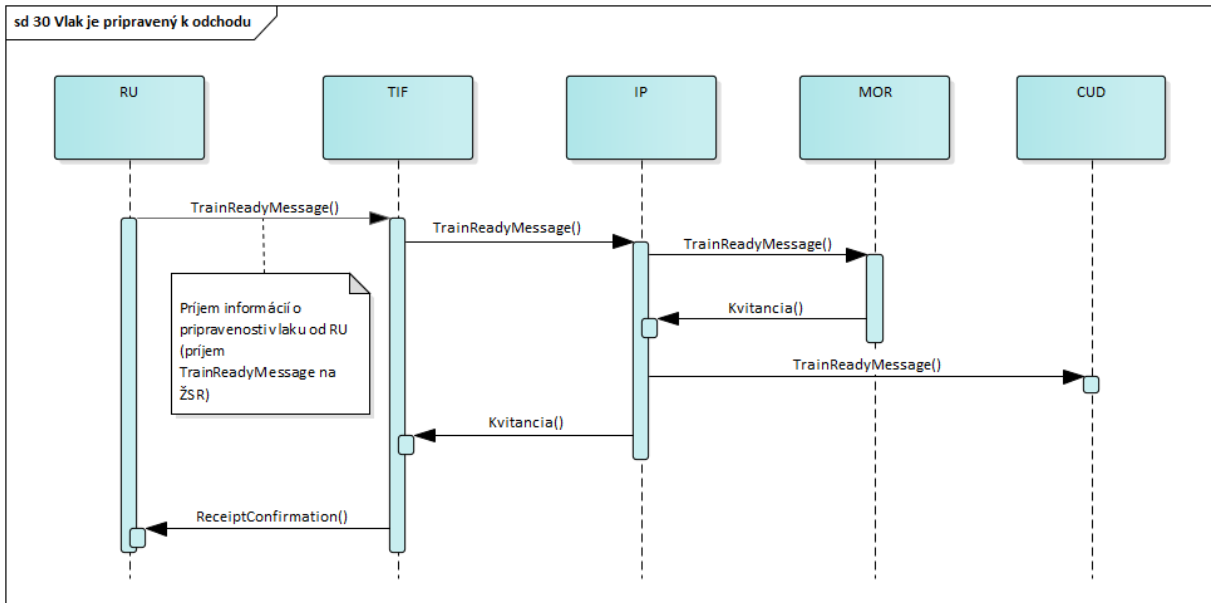 sd 30 Vlak je pripravený k odchodu
RU
TIF
IP
MOR
CUD
TrainReadyMessage()
TrainReadyMessage()
TrainReadyMessage()
Príjem informácií o
pripravenosti vlaku od RU
(príjem
TrainReadyMessage na
ŽSR)
Kvitancia()
TrainReadyMessage()
Kvitancia()
ReceiptConfirmation()